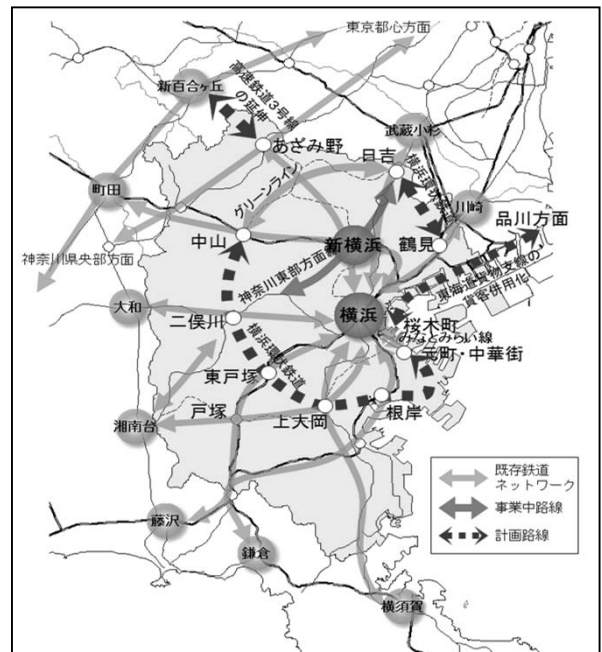 東京都心方面
新百合ヶ丘
高速鉄道3号線
の延伸
あざみ野
武蔵小杉
日吉
町田
グリーンライン
横浜環状鉄道
川崎
品川方面
中山
新横浜
鶴見
神奈川県央部方面
神奈川東部方面線
東海道貨物支線の
貨客併用化
大和
二俣川
横浜
桜木町
みなとみらい線
元町・中華街
横浜環状鉄道
東戸塚
戸塚
上大岡
根岸
湘南台
藤沢
鎌倉
横須賀
既存鉄道
ネットワーク
事業中路線
計画路線